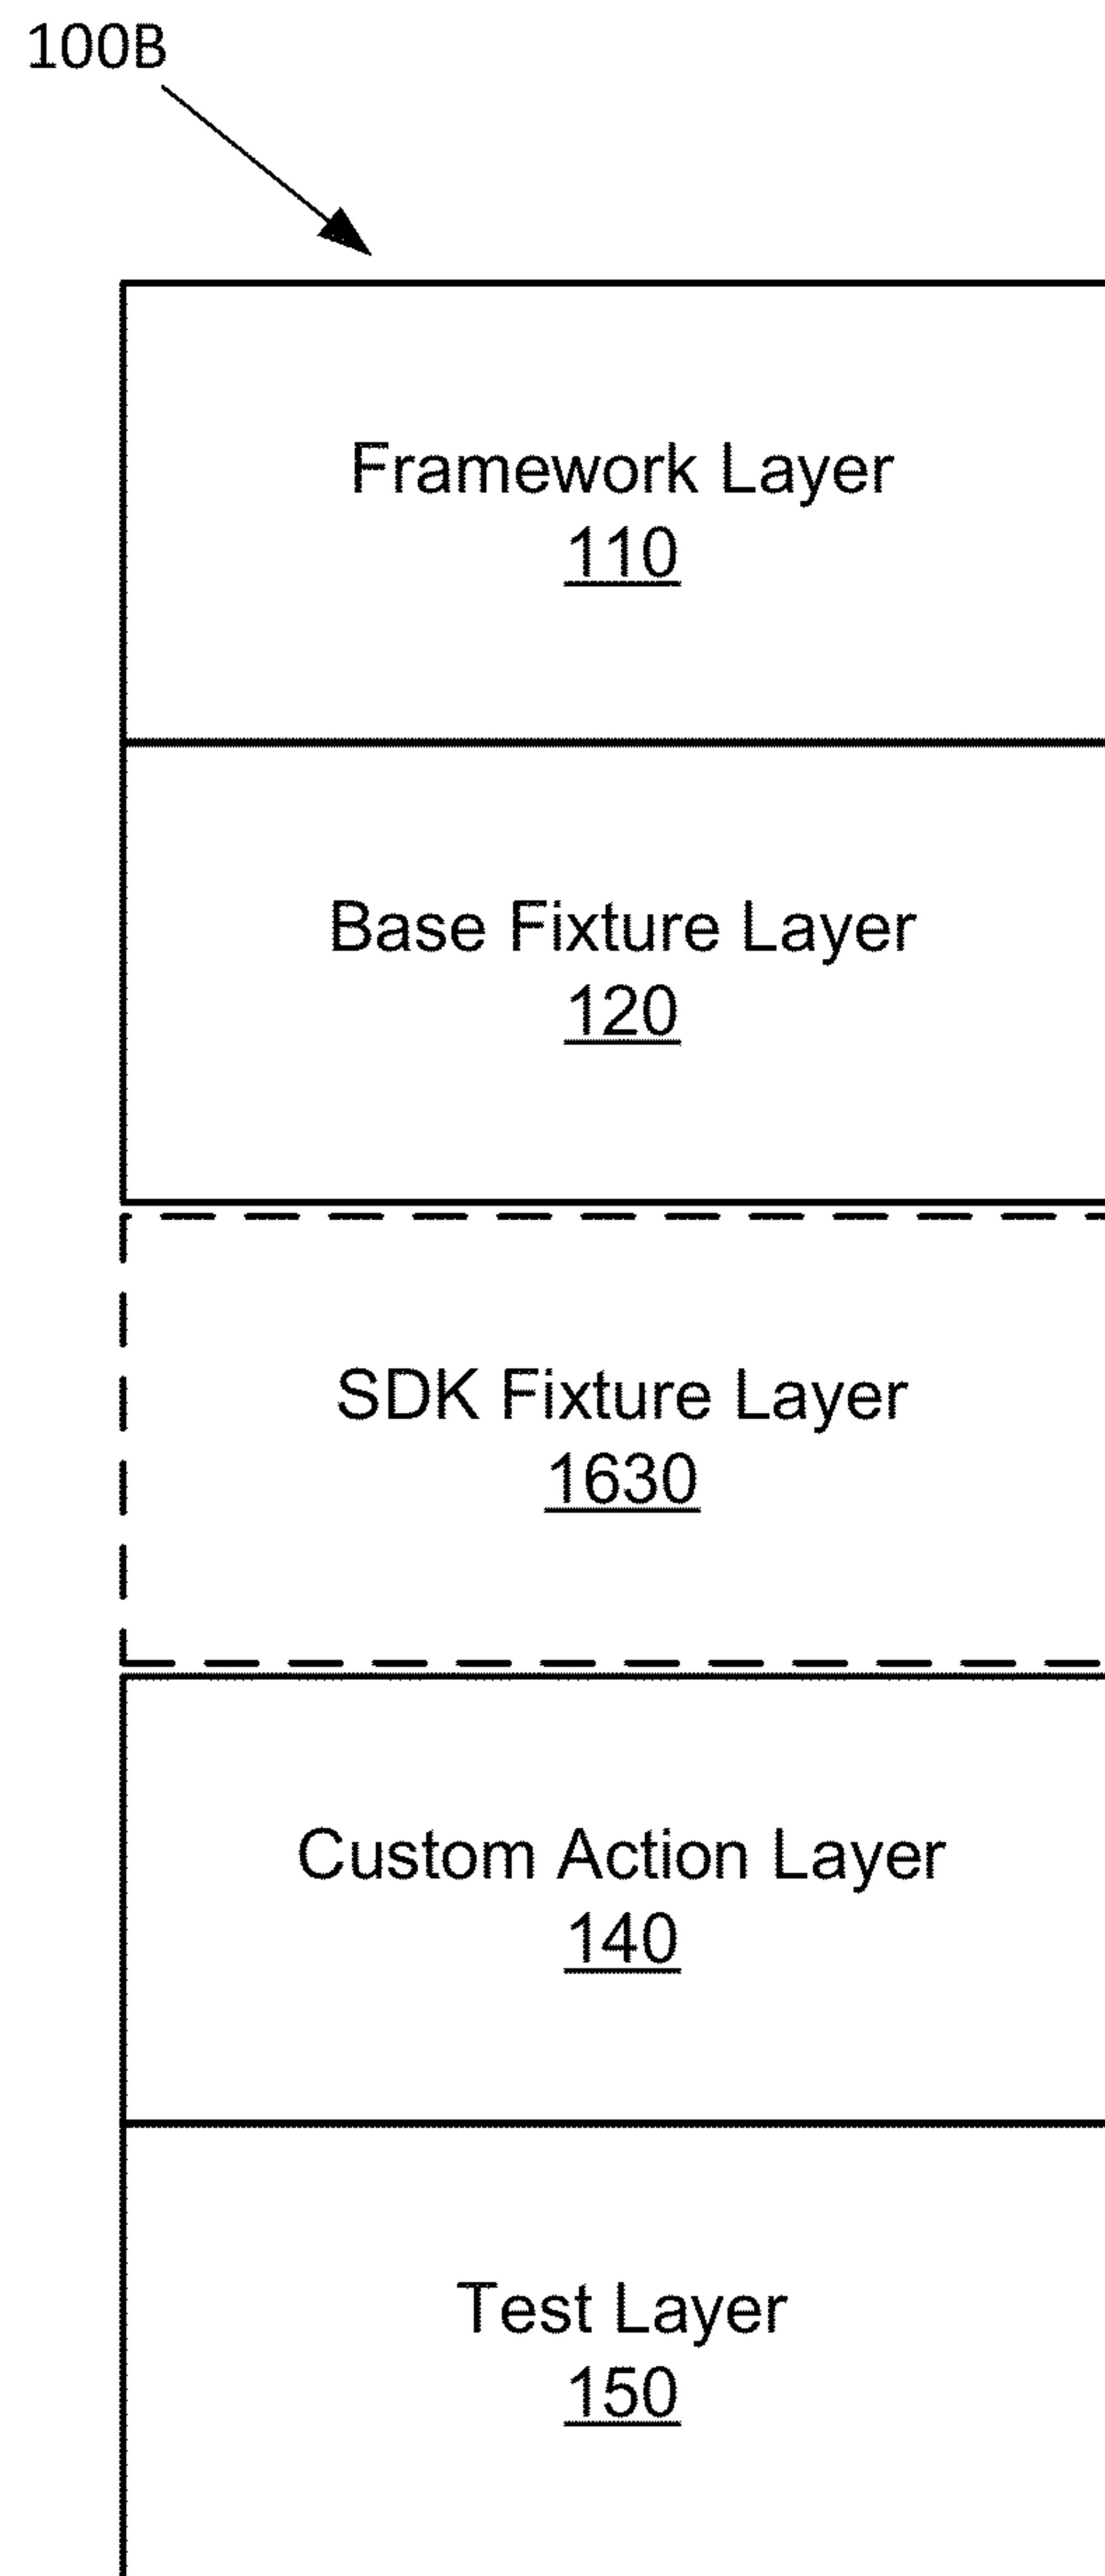 100B
Framework Layer
110
Base Fixture Layer
120
SDK Fixture Layer
1630
Custom Action Layer
140
Test Layer
150